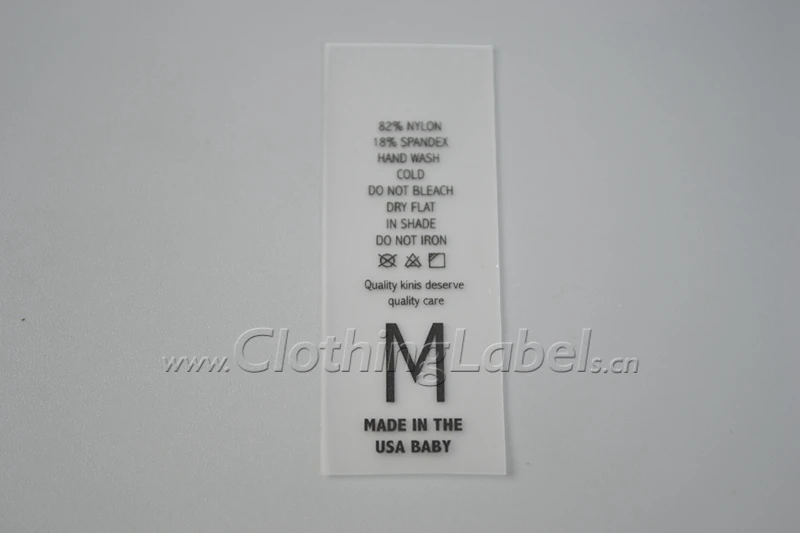 82% NYLON
18% SPANDEX
HAND WASH
COLD
DO NOT BLEACH
DRY FLAT
IN SHADE
DO NOT IRON
Quality kinis deserve
quality care
M
www.ClothingLabels.cn
MADE IN THE
USA BABY